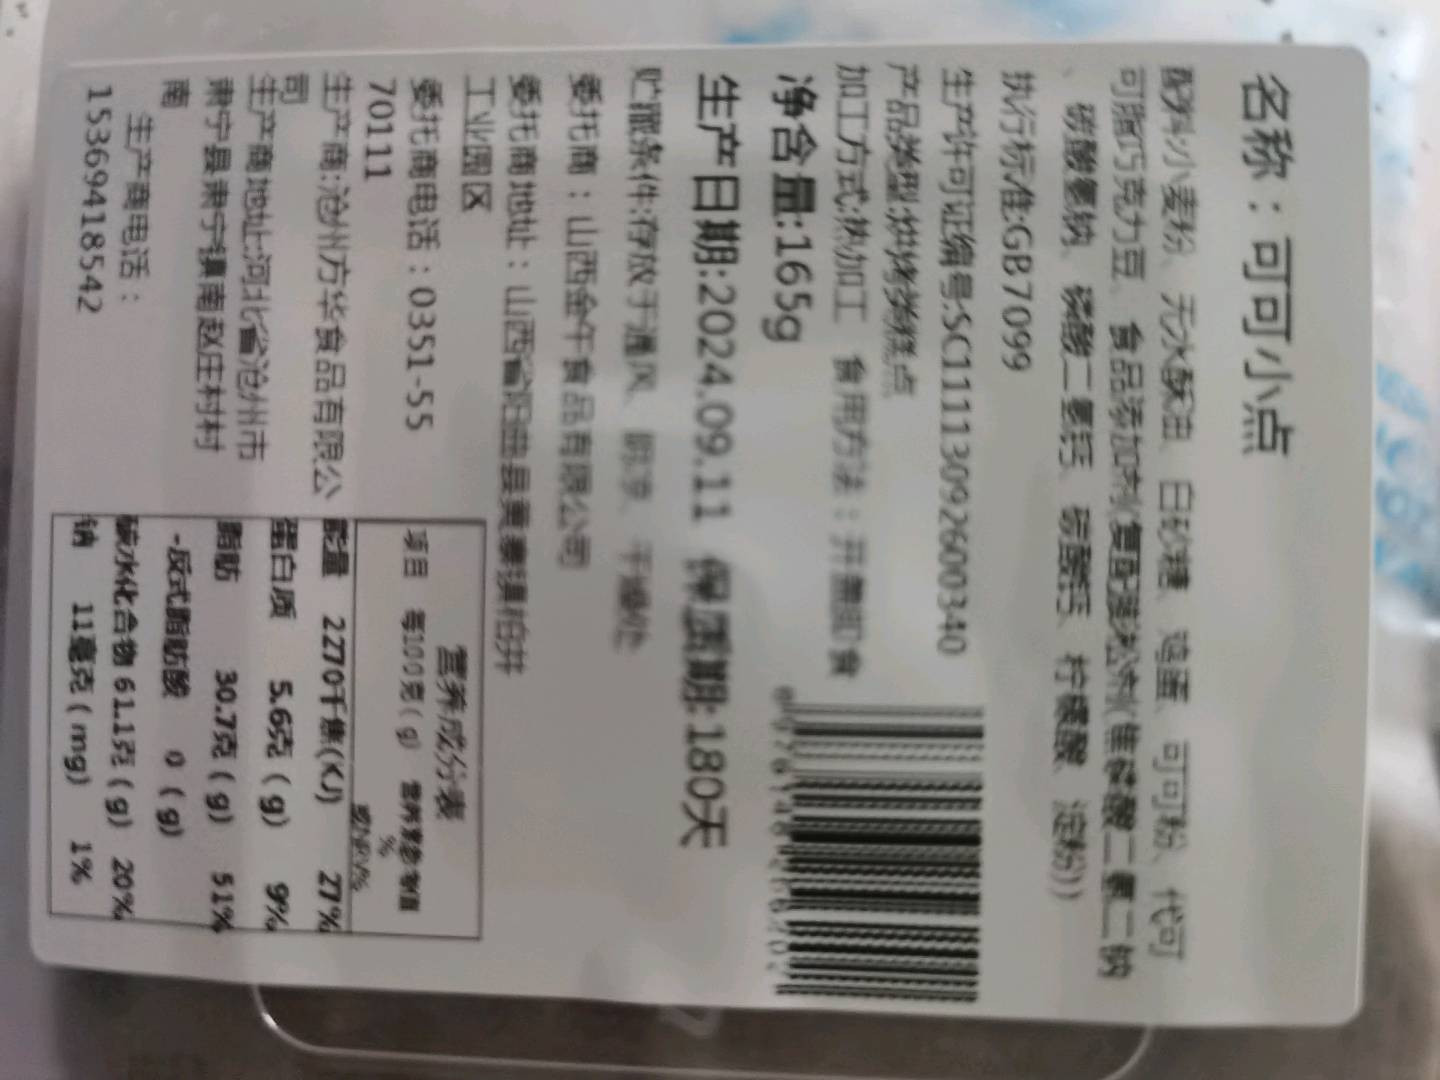 名称：可可小点
配料:小麦粉、无水酥油、白砂糖、鸡蛋、可可粉、代可
可脂巧克力豆、食品添加剂(复配膨松剂(焦磷酸二氢二钠
、碳酸氢钠、磷酸二氢钙、碳酸钙、柠檬酸、淀粉))
执行标准:GB7099
生产许可证编号:SC11113092600340
产品类型:烘烤类糕点
加工方式:热加工 食用方法：开盖即食
净含量:165g
生产日期:2024.09.11 保质期:180天
贮藏条件:存放于通风、阴凉、干燥处
委托商：山西金午食品有限公司
委托商地址：山西省阳曲县黄寨镇柏井
工业园区
委托商电话：0351-55
70111
生产商:沧州方华食品有限公
司
生产商地址:河北省沧州市
肃宁县肃宁镇南赵庄村村
南
生产商电话：
15369418542
营养成分表
项目 每100克(g) 营养素参考值
%
或NRV%
能量 2270千焦(KJ) 27%
蛋白质 5.6克(g) 9%
脂肪 30.7克(g) 51%
-反式脂肪酸 0(g)
碳水化合物 61.1克(g) 20%
钠 11毫克(mg) 1%